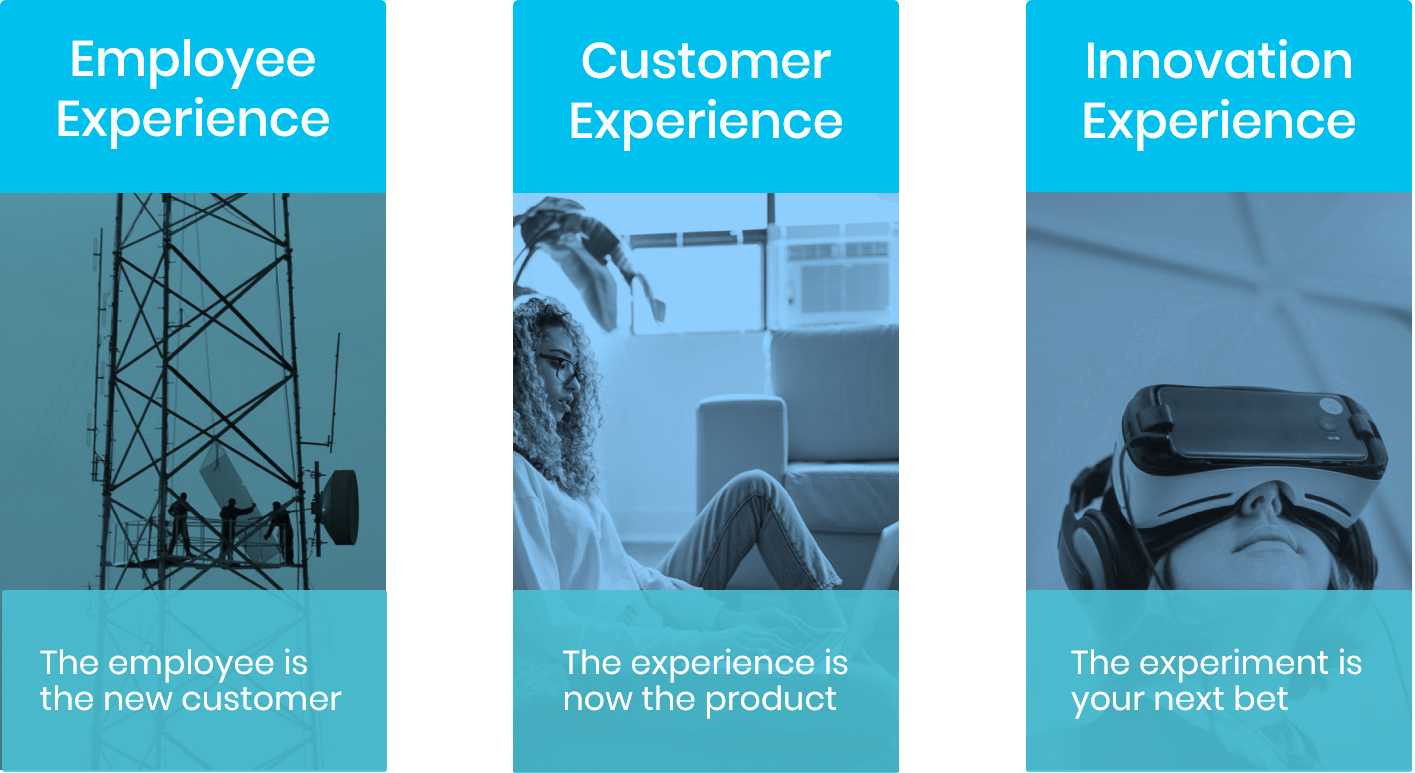 Employee
Experience
The employee is
the new customer
Customer
Experience
The experience is
now the product
Innovation
Experience
The experiment is
your next bet